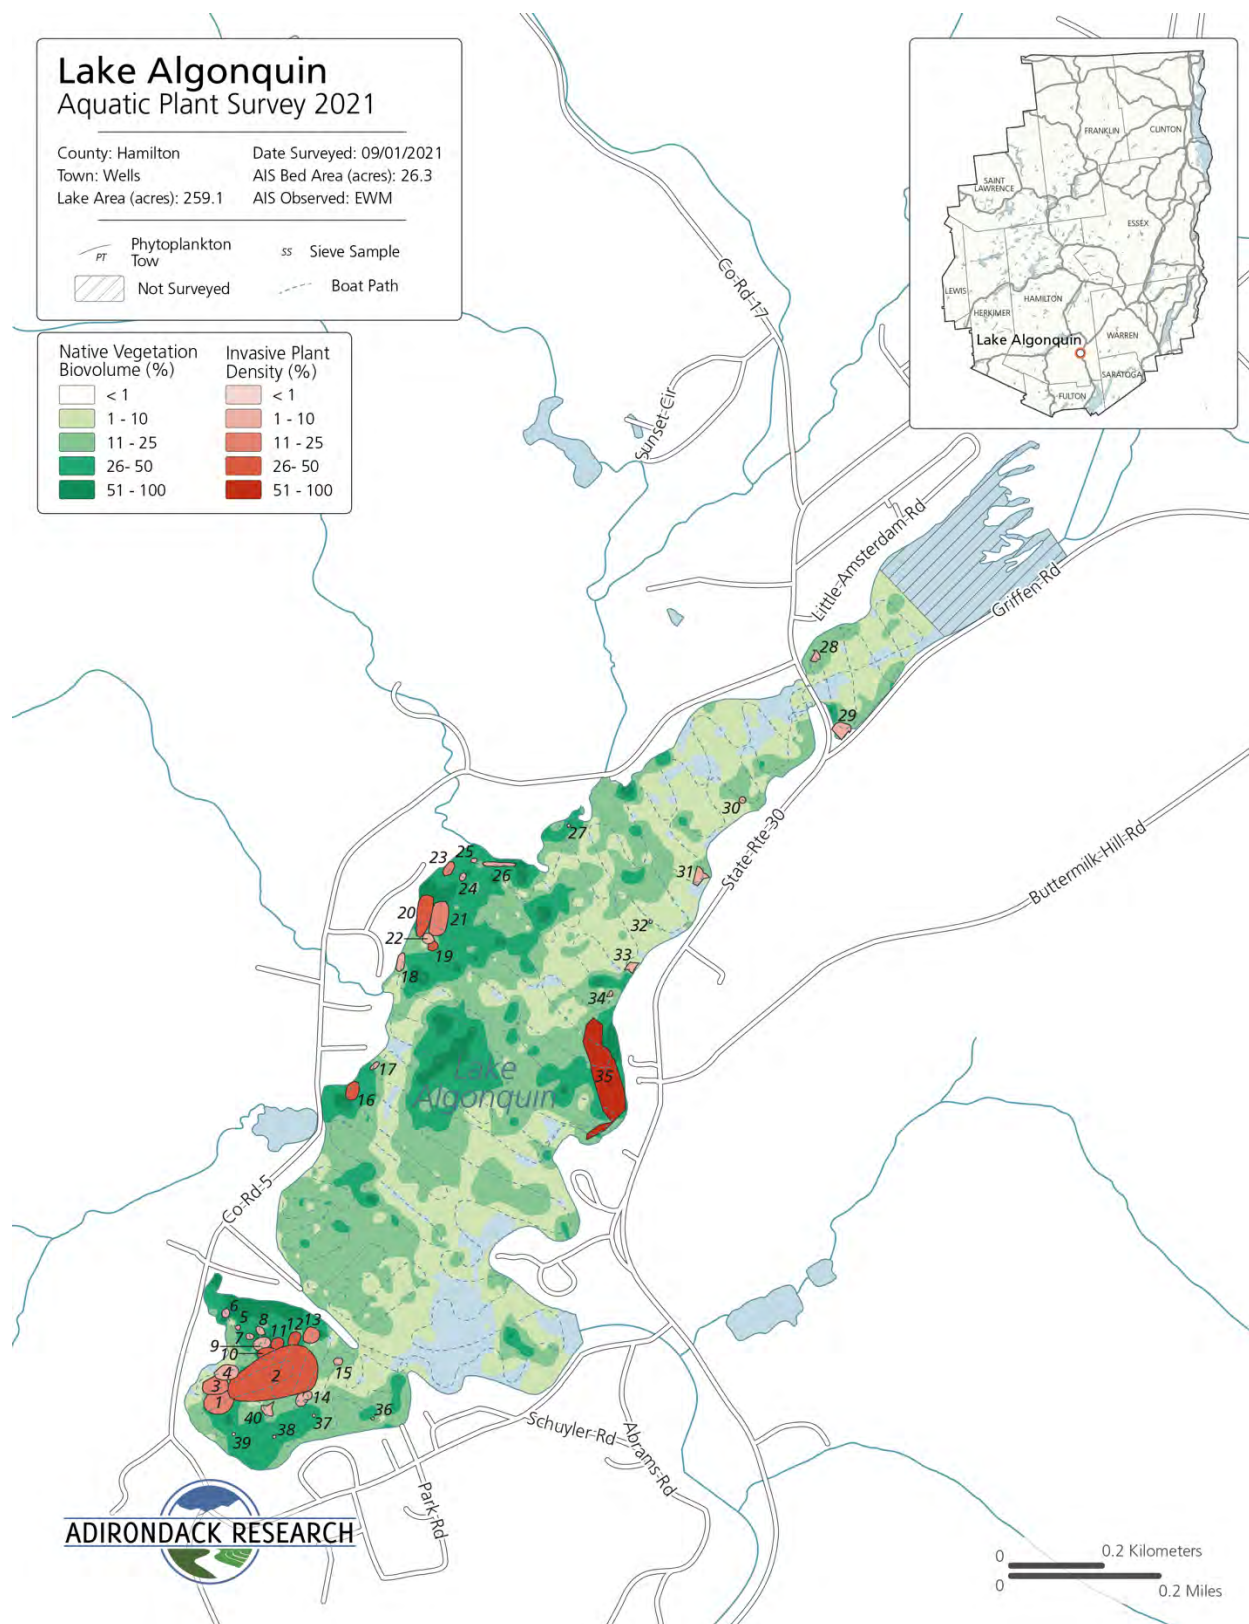 Lake Algonquin
Aquatic Plant Survey 2021
County: Hamilton
Date Surveyed: 09/01/2021
Town: Wells
AIS Bed Area (acres): 26.3
Lake Area (acres): 259.1
AIS Observed: EWM
PT
Phytoplankton
Tow
SS
Sieve Sample
Not Surveyed
Boat Path
Native Vegetation
Biovolume (%)
< 1
1 - 10
11 - 25
26- 50
51 - 100
Invasive Plant
Density (%)
< 1
1 - 10
11 - 25
26- 50
51 - 100
FRANKLIN
CLINTON
SAINT
LAWRENCE
ESSEX
LEWIS
HAMILTON
HERKIMER
WARREN
Lake Algonquin
SARATOGA
FULTON
Co-Rd-17
Sunset-Cir
Little-Amsterdam-Rd
Griffen-Rd
28
29
30
State-Rte-30
Buttermilk-Hill-Rd
27
25
23
26
24
31
20
21
22
19
18
32
33
34
17
16
Lake
Algonquin
35
Co-Rd-5
6
5
8
7
11
12
13
9
10
4
2
15
3
1
14
40
37
36
38
39
Schuyler-Rd
Abrams-Rd
Park-Rd
ADIRONDACK RESEARCH
0
0.2 Kilometers
0
0.2 Miles